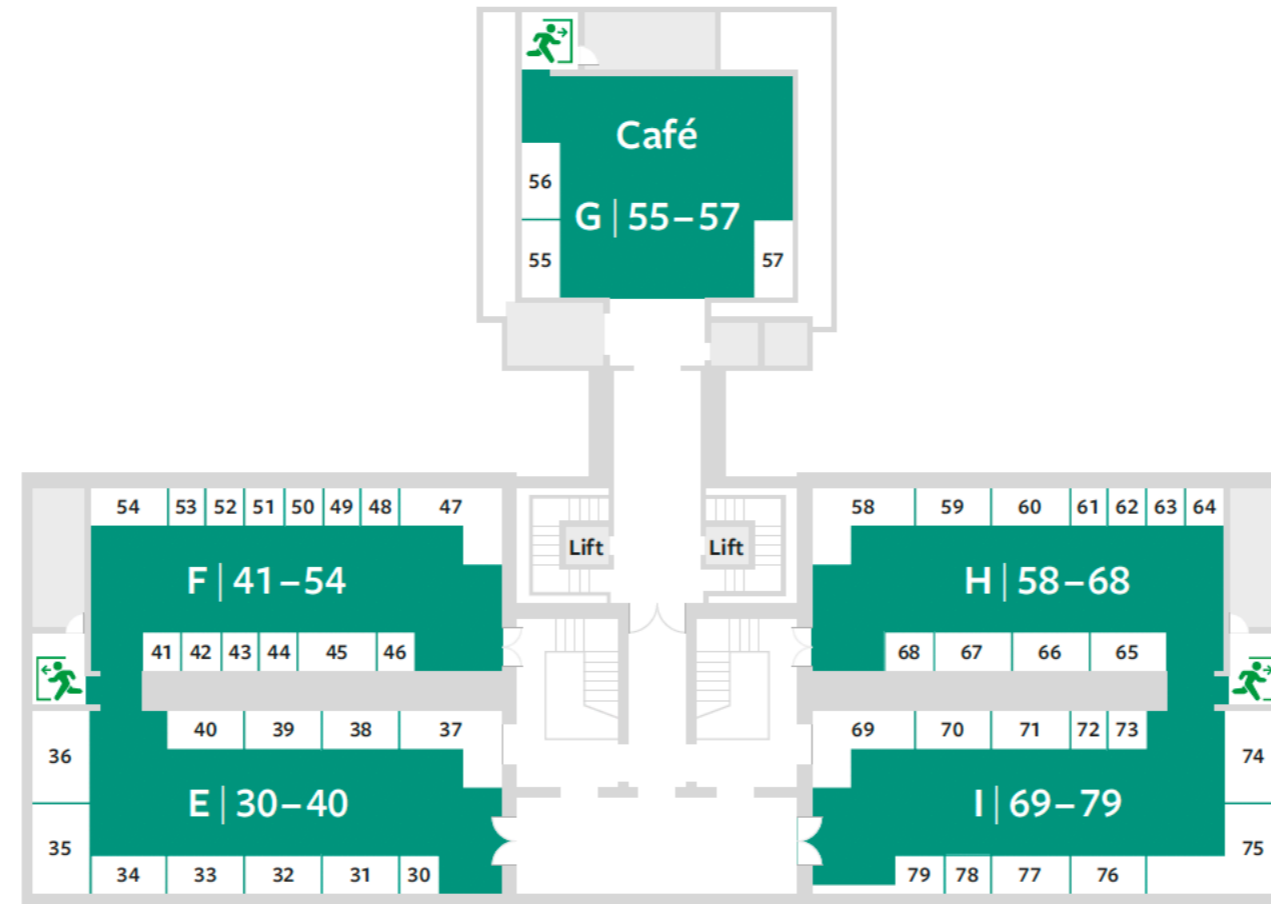 Café
56
G | 55–57
55
57
54 53 52 51 50 49 48 47
58 59 60 61 62 63 64
Lift
Lift
F | 41–54
H | 58–68
41 42 43 44 45 46
68 67 66 65
40 39 38 37
69 70 71 72 73
36
74
E | 30–40
I | 69–79
35
75
34 33 32 31 30
79 78 77 76